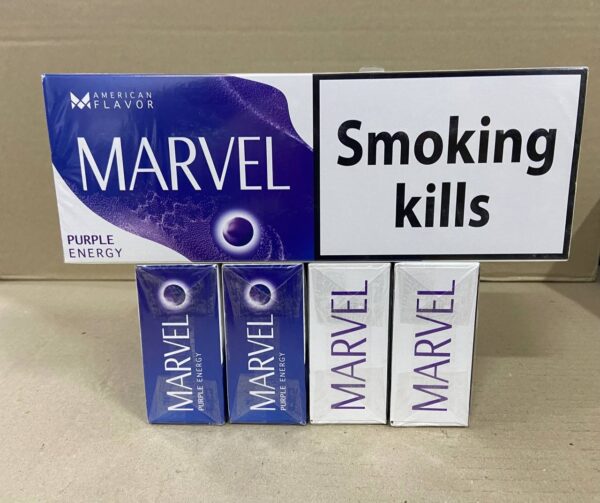 AMERICAN
FLAVOR
MARVEL
PURPLE
ENERGY
Smoking
kills
MARVEL
PURPLE ENERGY
MARVEL
PURPLE ENERGY
MARVEL
MARVEL